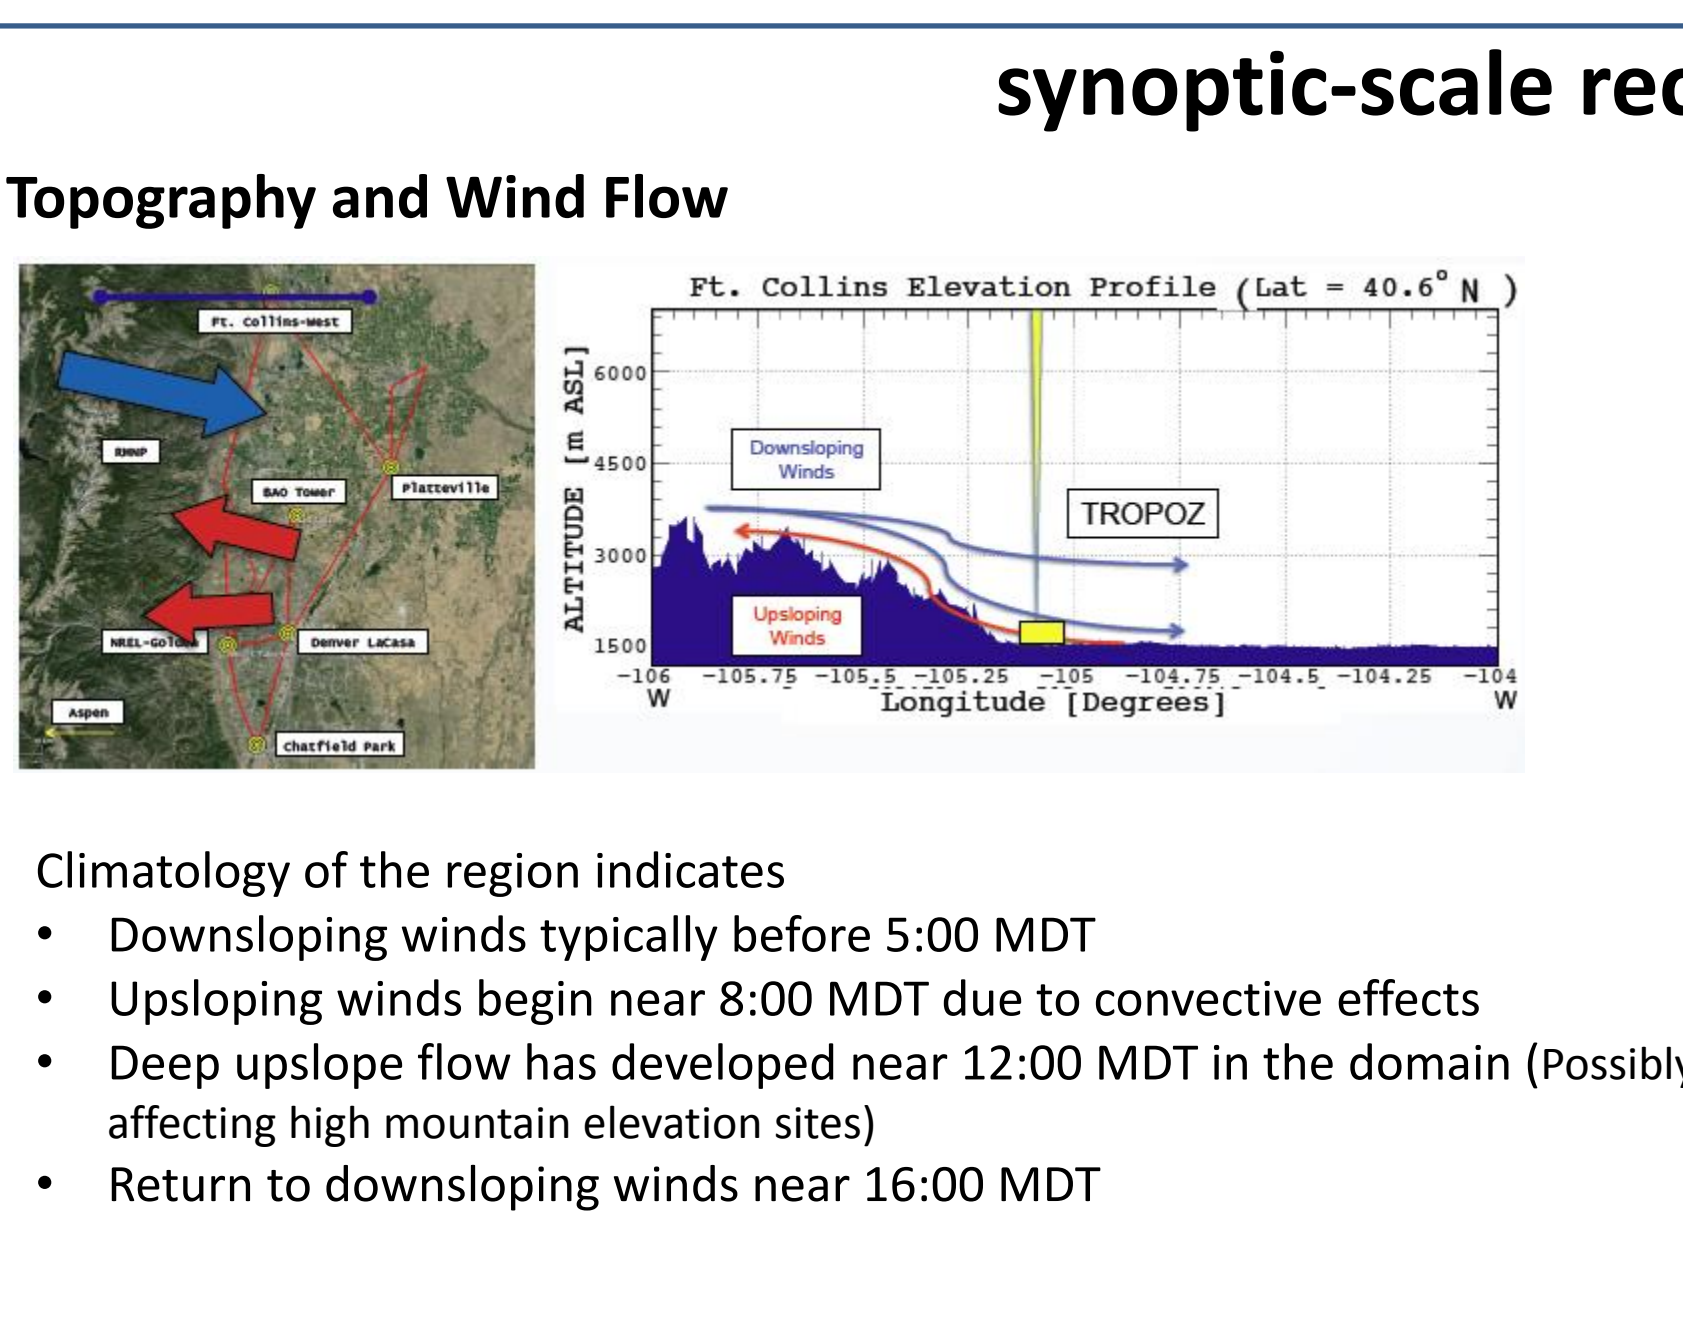 synoptic-scale rec
Topography and Wind Flow
Ft. Collins-West
RMNP
BAO Tower
Platteville
NREL-Golden
Denver LaCasa
Aspen
Chatfield Park
Ft. Collins Elevation Profile (Lat = 40.6° N )
ALTITUDE [m ASL]
6000
4500
3000
1500
Downsloping
Winds
TROPOZ
Upsloping
Winds
−106 −105.75 −105.5 −105.25 −105 −104.75 −104.5 −104.25 −104
W W
Longitude [Degrees]
Climatology of the region indicates
• Downsloping winds typically before 5:00 MDT
• Upsloping winds begin near 8:00 MDT due to convective effects
• Deep upslope flow has developed near 12:00 MDT in the domain (Possibly
affecting high mountain elevation sites)
• Return to downsloping winds near 16:00 MDT